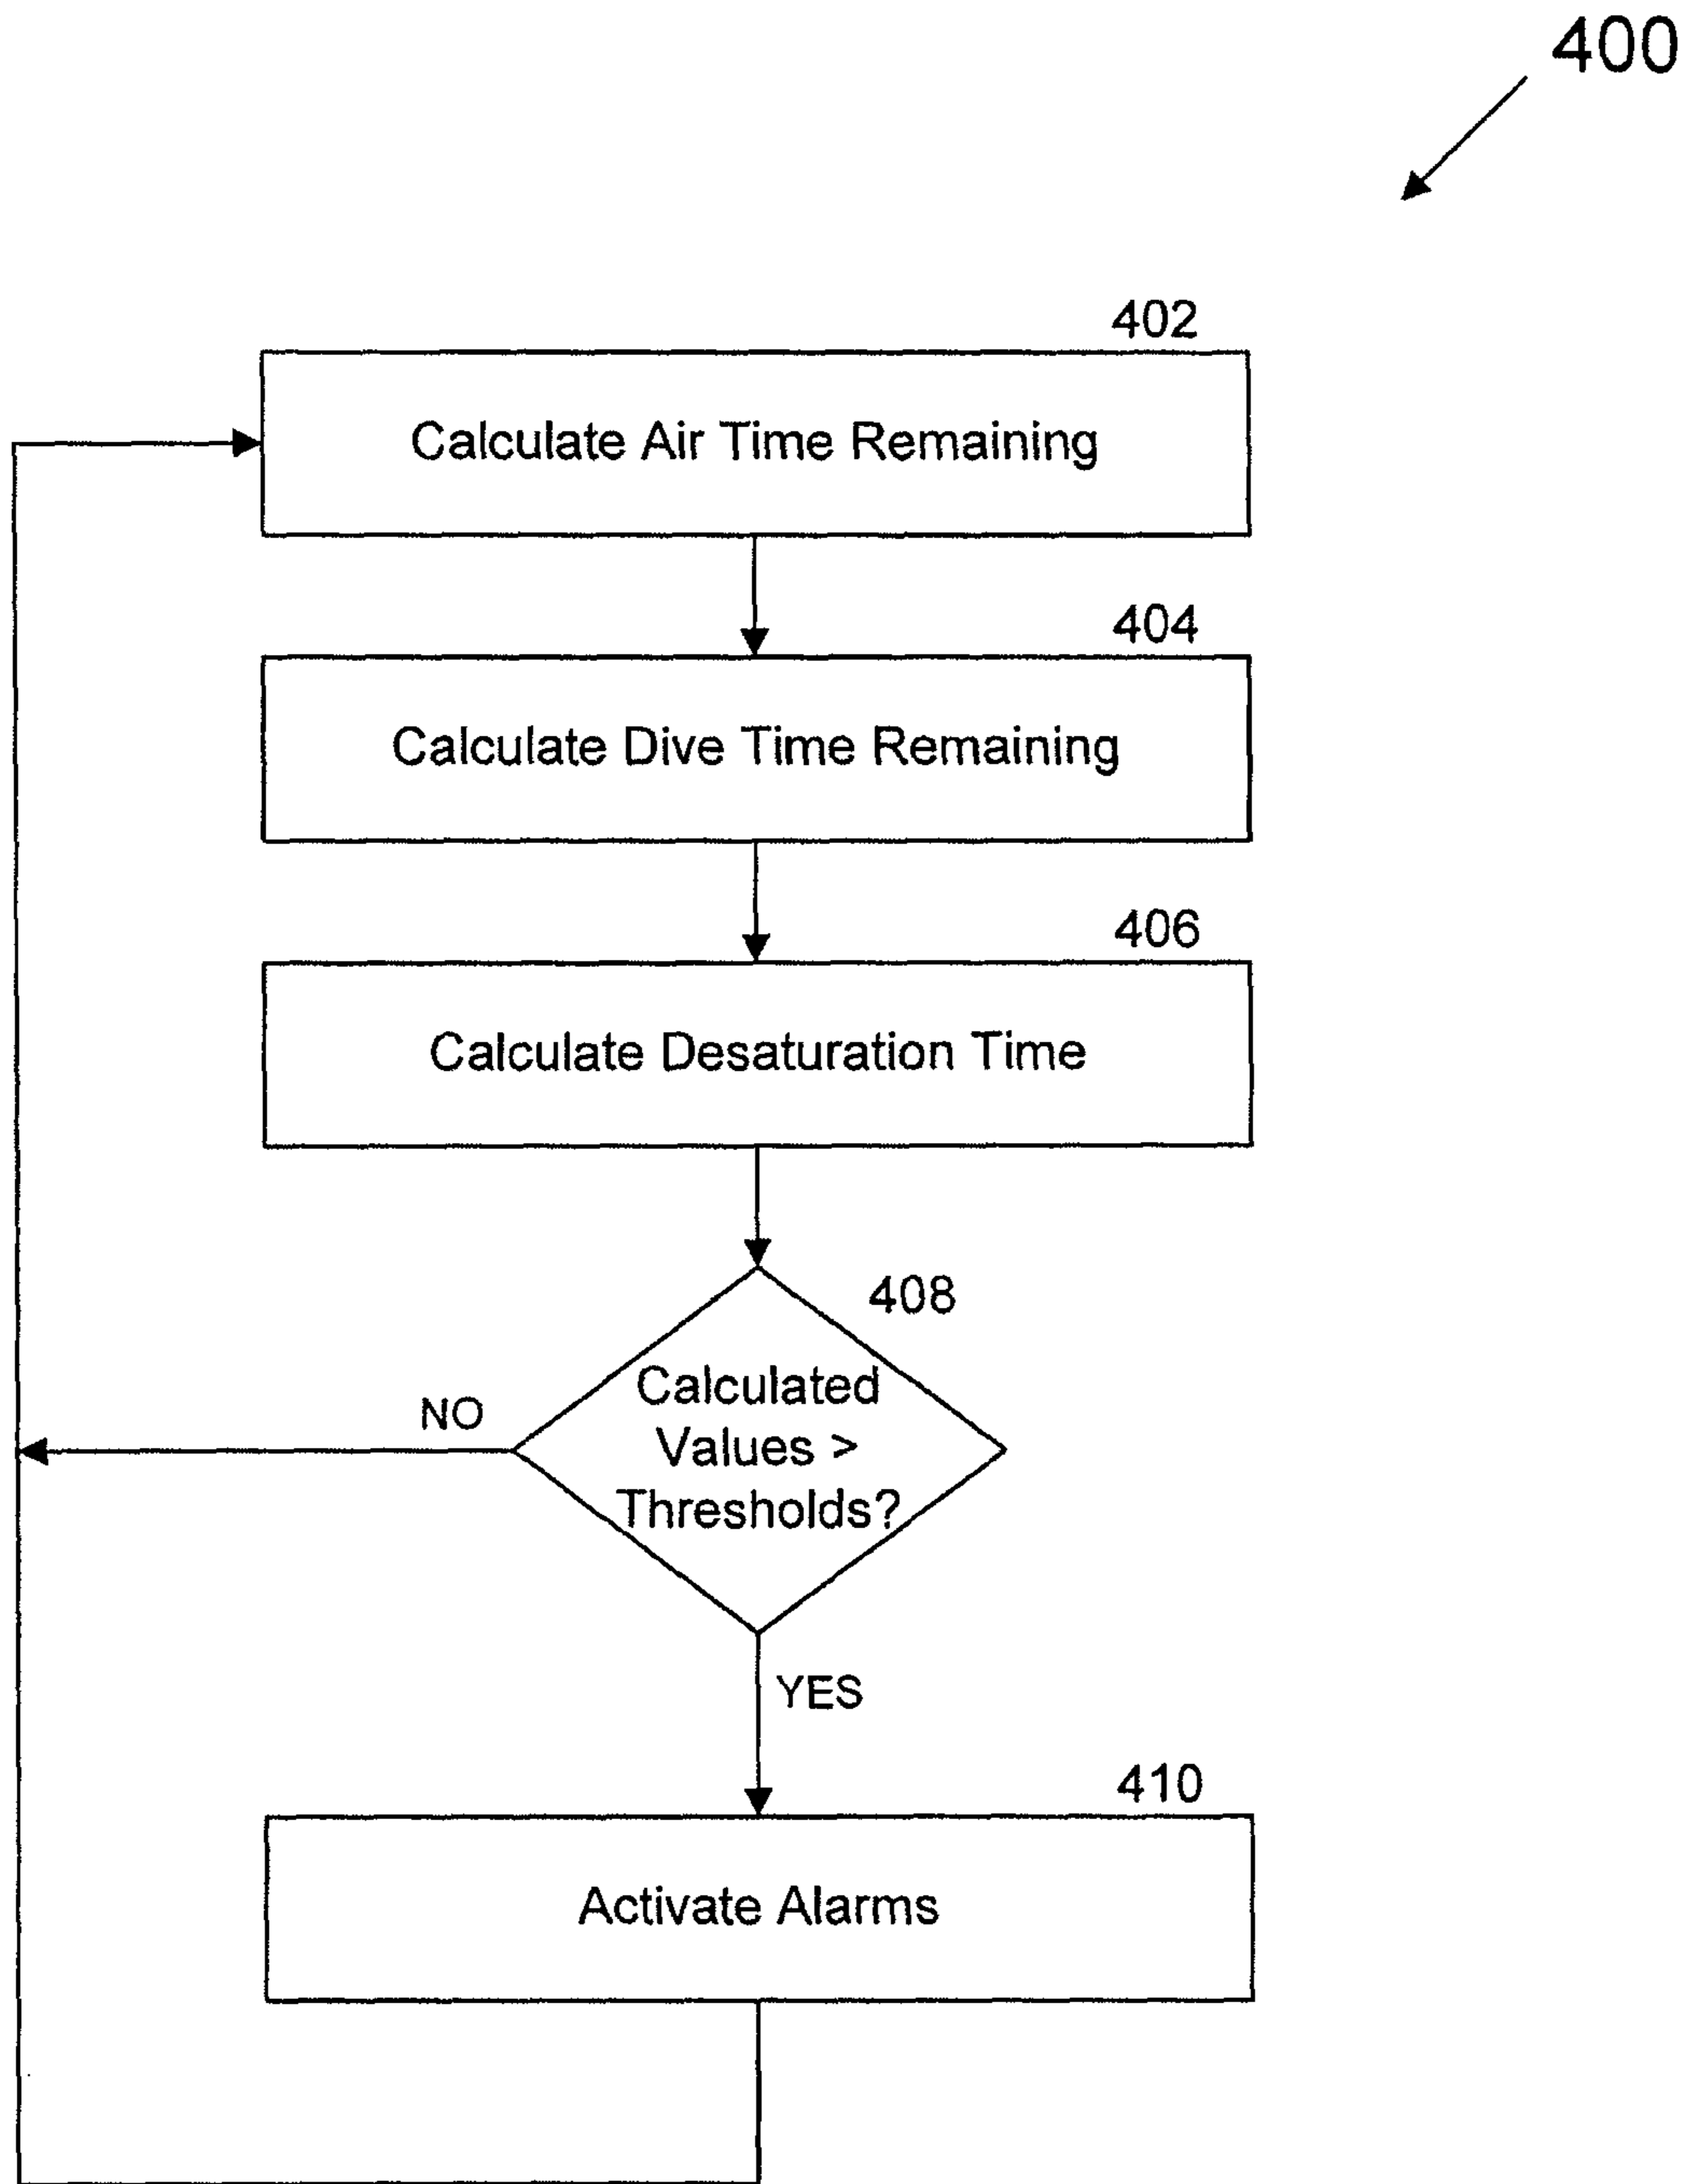 400
402
Calculate Air Time Remaining
404
Calculate Dive Time Remaining
406
Calculate Desaturation Time
408
Calculated
Values >
Thresholds?
NO
YES
410
Activate Alarms